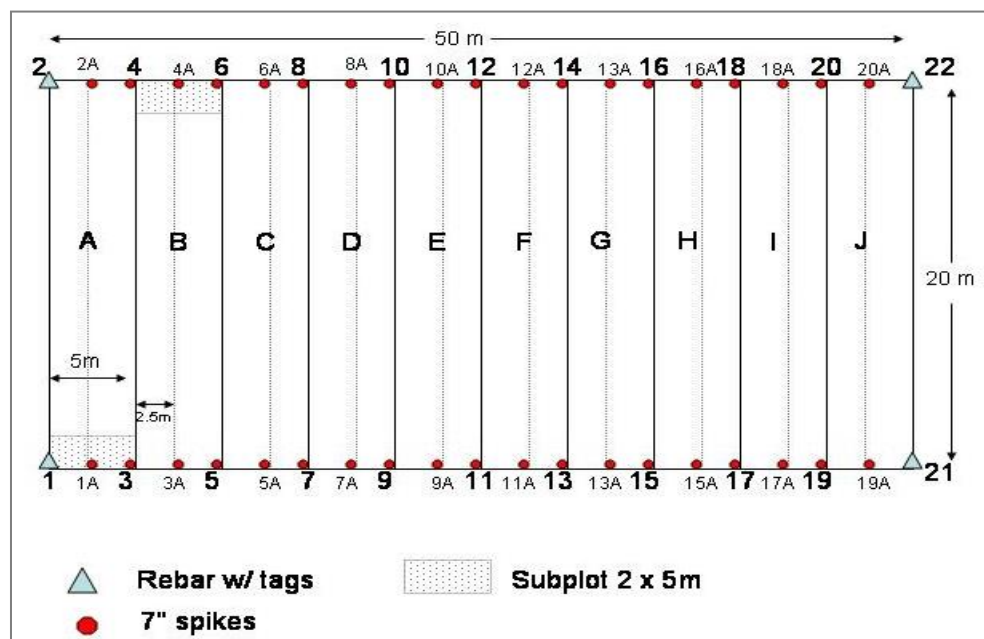 50 m
2 2A 4 4A 6 6A 8 8A 10 10A 12 12A 14 13A 16 16A 18 18A 20 20A 22
A B C D E F G H I J
20 m
5m
2.5m
1 1A 3 3A 5 5A 7 7A 9 9A 11 11A 13 13A 15 15A 17 17A 19 19A 21
Rebar w/ tags
Subplot 2 x 5m
7" spikes